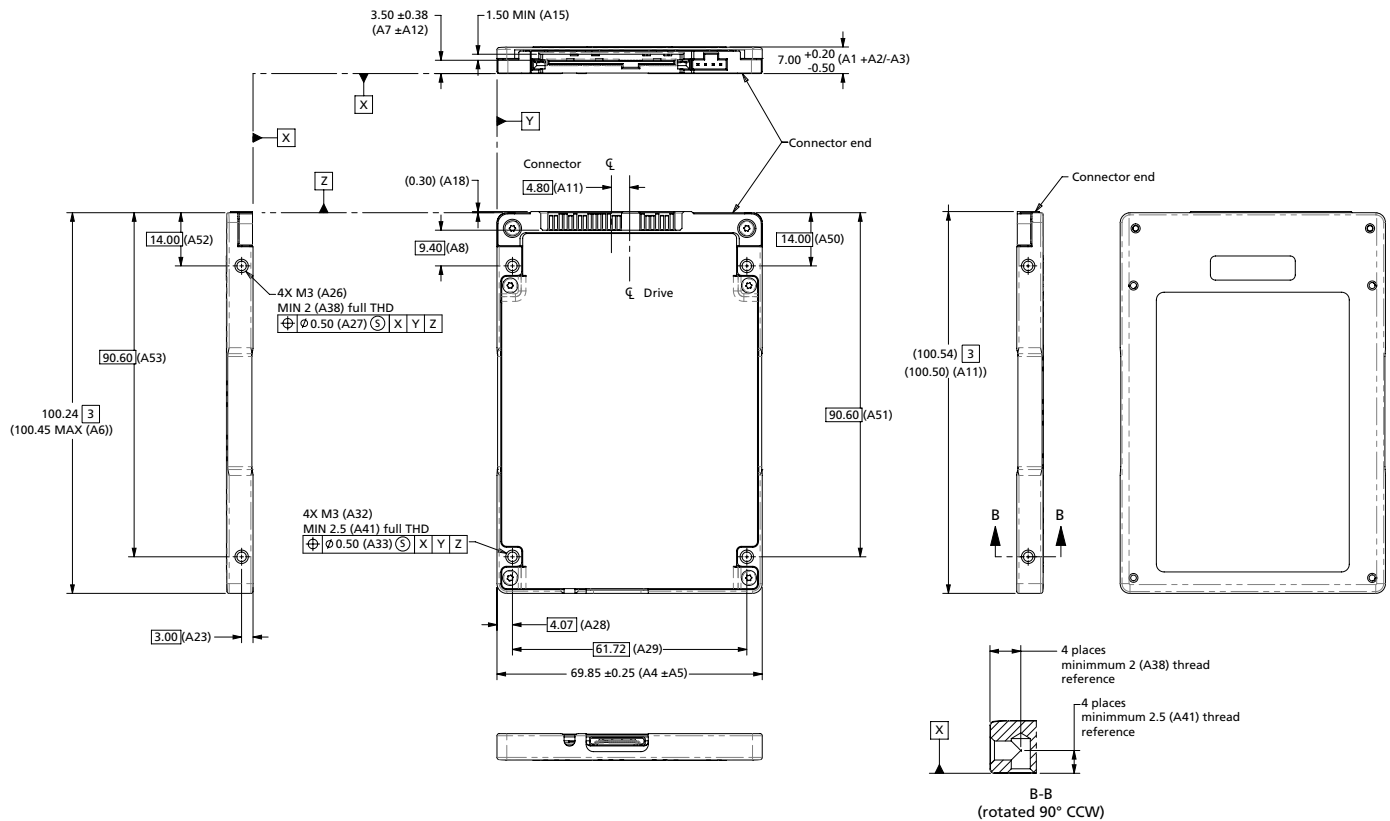 3.50 ±0.38
(A7 ±A12)
1.50 MIN (A15)
7.00 +0.20 -0.50 (A1 +A2/-A3)
X
X
Y
Connector end
Connector ℄
4.80 (A11)
(0.30) (A18)
Z
Connector end
14.00 (A52)
9.40 (A8)
14.00 (A50)
℄ Drive
4X M3 (A26)
MIN 2 (A38) full THD
⌖ Ø 0.50 (A27) Ⓢ X Y Z
90.60 (A53)
(100.54) 3
(100.50) (A11))
100.24 3
(100.45 MAX (A6))
90.60 (A51)
4X M3 (A32)
MIN 2.5 (A41) full THD
⌖ Ø 0.50 (A33) Ⓢ X Y Z
B B
3.00 (A23)
4.07 (A28)
61.72 (A29)
69.85 ±0.25 (A4 ±A5)
4 places
minimmum 2 (A38) thread
reference
4 places
minimmum 2.5 (A41) thread
reference
X
B-B
(rotated 90° CCW)